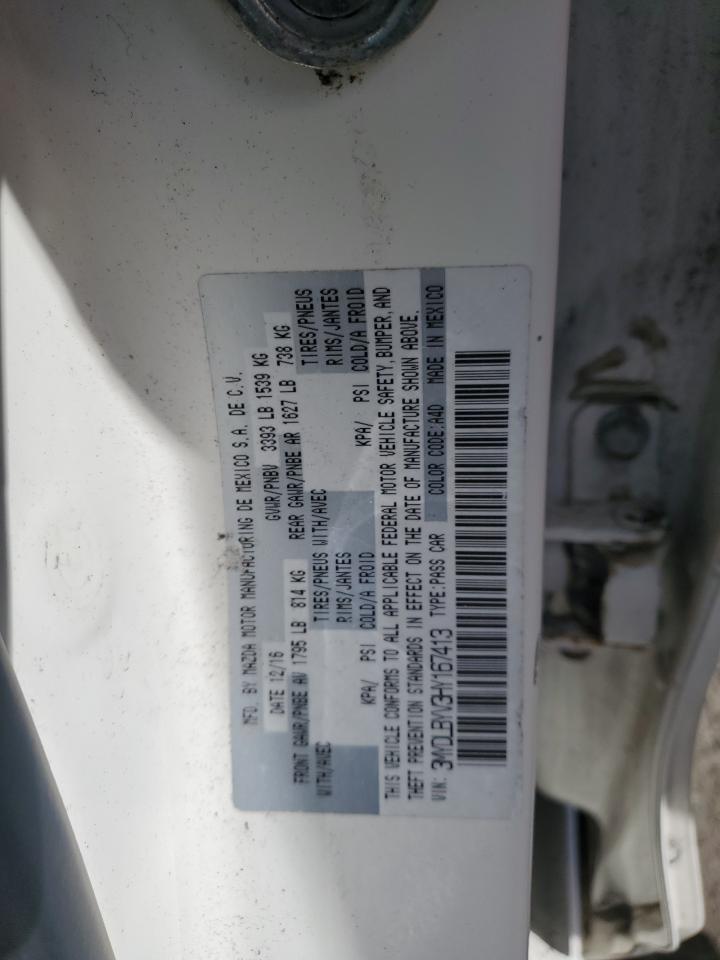 MFD. BY MAZDA MOTOR MANUFACTURING DE MEXICO S.A. DE C.V.
DATE 12/16 GVWR/PNBV 3393 LB 1539 KG
FRONT GAWR/PNBE AV 1795 LB 814 KG REAR GAWR/PNBE AR 1627 LB 738 KG
WITH/AVEC TIRES/PNEUS WITH/AVEC TIRES/PNEUS
RIMS/JANTES RIMS/JANTES
KPA/ PSI COLD/A FROID KPA/ PSI COLD/A FROID
THIS VEHICLE CONFORMS TO ALL APPLICABLE FEDERAL MOTOR VEHICLE SAFETY, BUMPER, AND
THEFT PREVENTION STANDARDS IN EFFECT ON THE DATE OF MANUFACTURE SHOWN ABOVE.
VIN: 3MYDLBYV3HY167413 TYPE:PASS CAR COLOR CODE:A4D MADE IN MEXICO